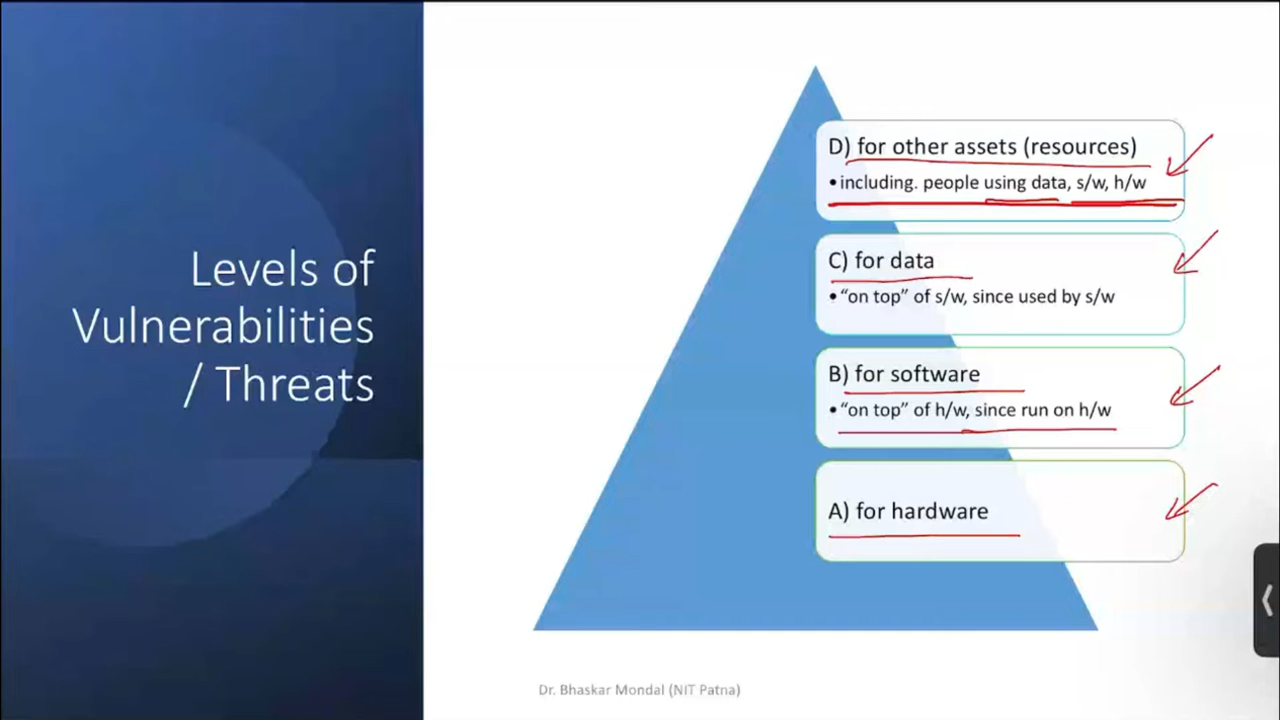 Levels of
Vulnerabilities
/ Threats
D) for other assets (resources)
•including. people using data, s/w, h/w
C) for data
•“on top” of s/w, since used by s/w
B) for software
•“on top” of h/w, since run on h/w
A) for hardware
Dr. Bhaskar Mondal (NIT Patna)